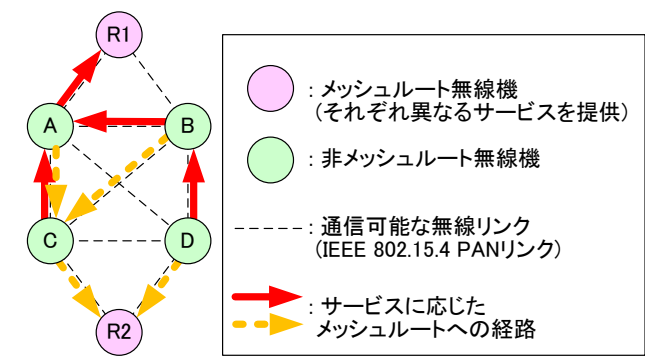 R1
A
B
C
D
R2
: メッシュルート無線機
(それぞれ異なるサービスを提供)
: 非メッシュルート無線機
: 通信可能な無線リンク
(IEEE 802.15.4 PANリンク)
: サービスに応じた
メッシュルートへの経路